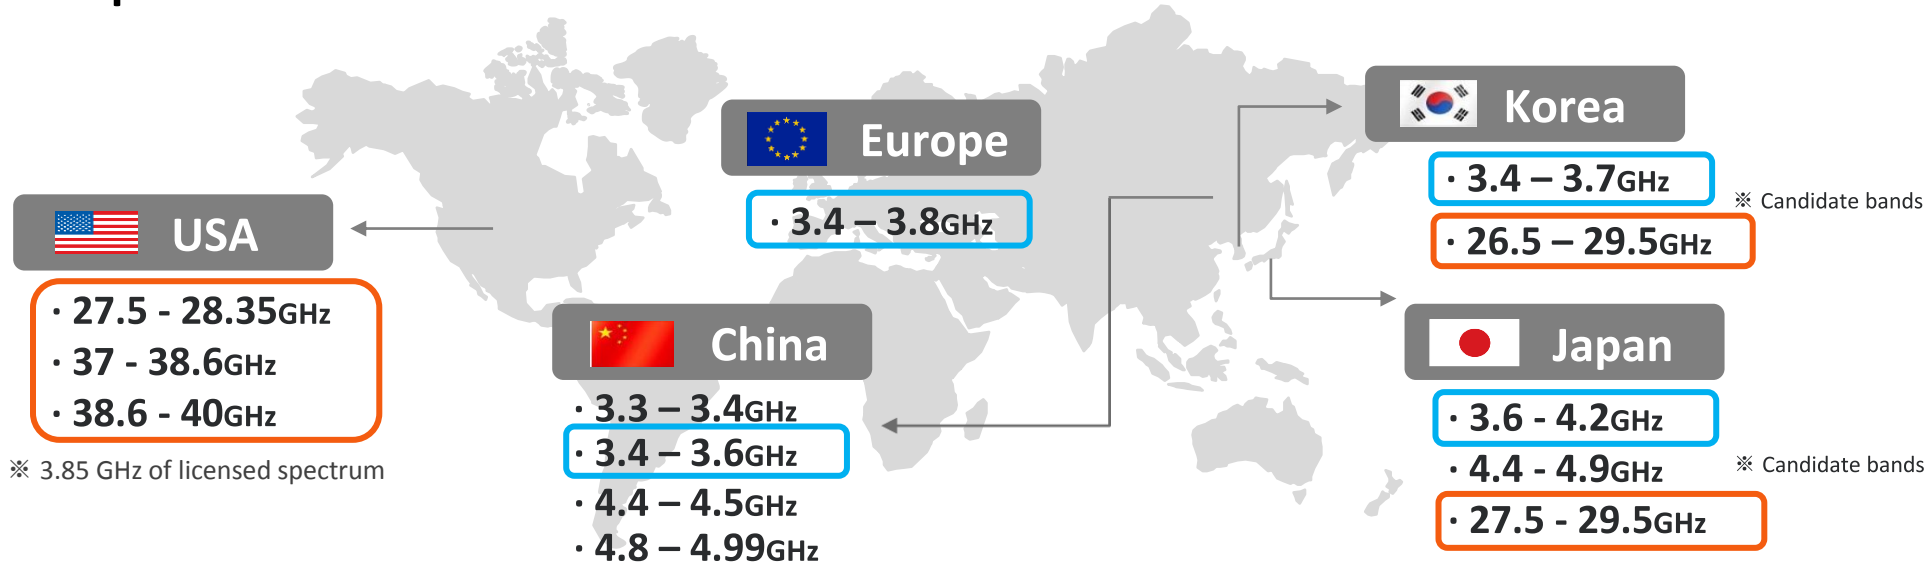 Europe
· 3.4 – 3.8GHz
Korea
· 3.4 – 3.7GHz
※ Candidate bands
· 26.5 – 29.5GHz
USA
· 27.5 - 28.35GHz
· 37 - 38.6GHz
· 38.6 - 40GHz
※ 3.85 GHz of licensed spectrum
China
· 3.3 – 3.4GHz
· 3.4 – 3.6GHz
· 4.4 – 4.5GHz
· 4.8 – 4.99GHz
Japan
· 3.6 - 4.2GHz
· 4.4 - 4.9GHz
※ Candidate bands
· 27.5 - 29.5GHz